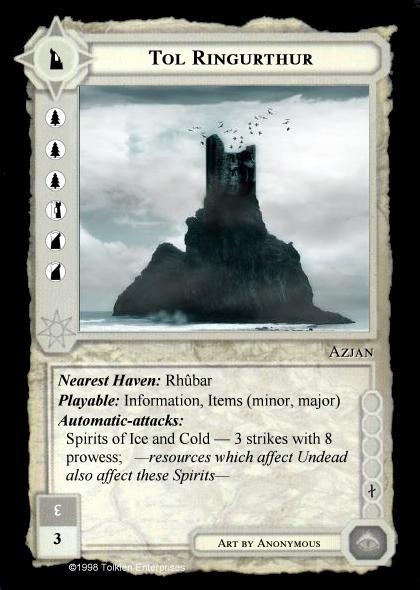 Tol Ringurthur
Azjan
Nearest Haven: Rhûbar
Playable: Information, Items (minor, major)
Automatic-attacks:
Spirits of Ice and Cold — 3 strikes with 8
prowess; —resources which affect Undead
also affect these Spirits—
ε
3
Art by Anonymous
©1998 Tolkien Enterprises